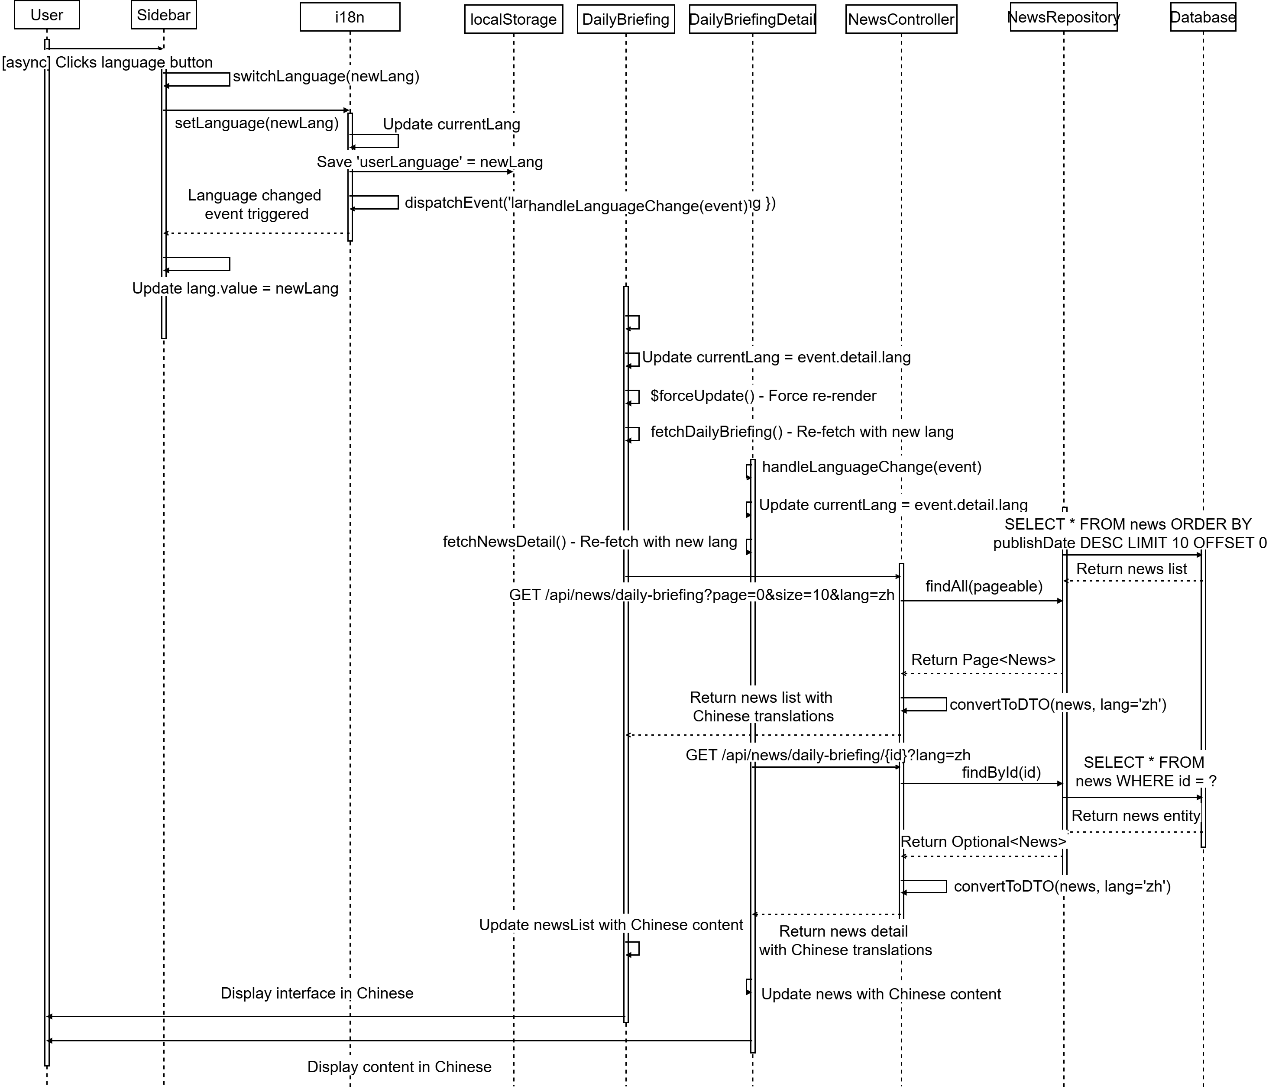 User
Sidebar
i18n
localStorage
DailyBriefing
DailyBriefingDetail
NewsController
NewsRepository
Database
[async] Clicks language button
switchLanguage(newLang)
setLanguage(newLang)
Update currentLang
Save 'userLanguage' = newLang
Language changed
event triggered
dispatchEvent('lar
handleLanguageChange(event)
g })
Update lang.value = newLang
Update currentLang = event.detail.lang
$forceUpdate() - Force re-render
fetchDailyBriefing() - Re-fetch with new lang
handleLanguageChange(event)
Update currentLang = event.detail.lang
SELECT * FROM news ORDER BY
publishDate DESC LIMIT 10 OFFSET 0
fetchNewsDetail() - Re-fetch with new lang
Return news list
GET /api/news/daily-briefing?page=0&size=10&lang=zh
findAll(pageable)
Return Page<News>
Return news list with
Chinese translations
convertToDTO(news, lang='zh')
GET /api/news/daily-briefing/{id}?lang=zh
findById(id)
SELECT * FROM
news WHERE id = ?
Return news entity
Return Optional<News>
convertToDTO(news, lang='zh')
Update newsList with Chinese content
Return news detail
with Chinese translations
Display interface in Chinese
Update news with Chinese content
Display content in Chinese